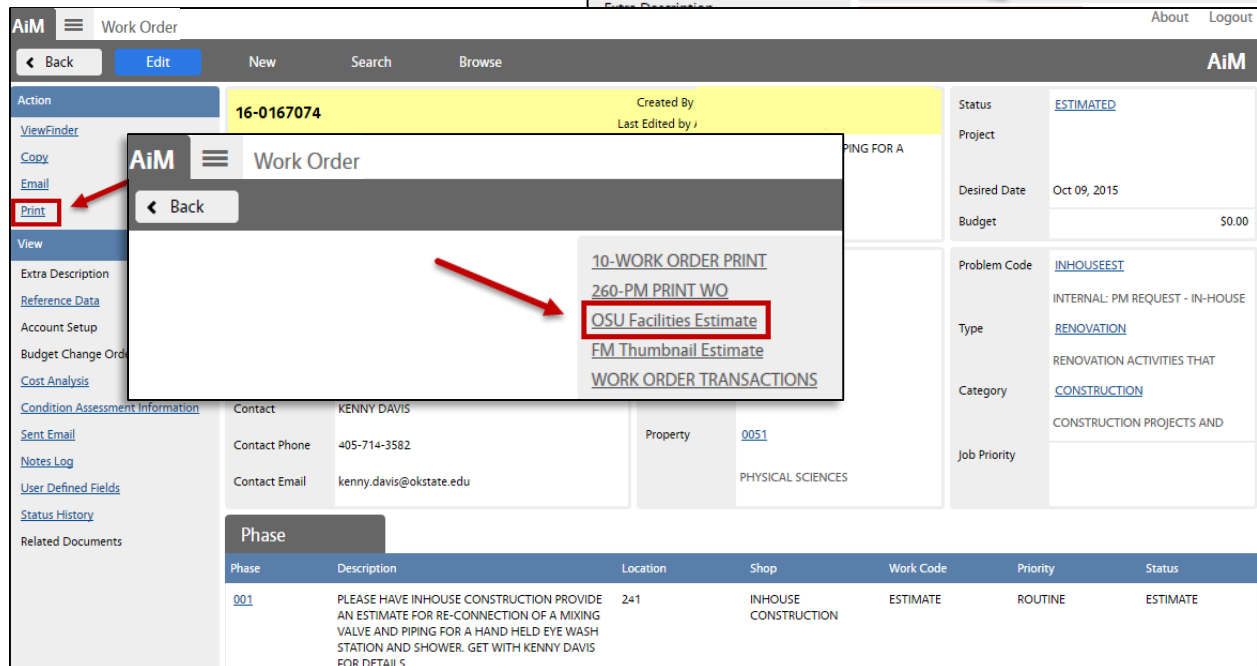 Extra Description
AiM Work Order
About Logout
Back Edit New Search Browse AiM
Action
ViewFinder
Copy
Email
Print
View
Extra Description
Reference Data
Account Setup
Budget Change Orde
Cost Analysis
Condition Assessment Information
Sent Email
Notes Log
User Defined Fields
Status History
Related Documents
16-0167074
Created By
Last Edited by
PING FOR A
AiM Work Order
Back
10-WORK ORDER PRINT
260-PM PRINT WO
OSU Facilities Estimate
FM Thumbnail Estimate
WORK ORDER TRANSACTIONS
Contact KENNY DAVIS
Contact Phone 405-714-3582
Contact Email kenny.davis@okstate.edu
Property 0051
PHYSICAL SCIENCES
Status ESTIMATED
Project
Desired Date Oct 09, 2015
Budget $0.00
Problem Code INHOUSEEST
INTERNAL: PM REQUEST - IN-HOUSE
Type RENOVATION
RENOVATION ACTIVITIES THAT
Category CONSTRUCTION
CONSTRUCTION PROJECTS AND
Job Priority
Phase
Phase Description Location Shop Work Code Priority Status
001 PLEASE HAVE INHOUSE CONSTRUCTION PROVIDE 241 INHOUSE ESTIMATE ROUTINE ESTIMATE
AN ESTIMATE FOR RE-CONNECTION OF A MIXING CONSTRUCTION
VALVE AND PIPING FOR A HAND HELD EYE WASH
STATION AND SHOWER. GET WITH KENNY DAVIS
FOR DETAILS